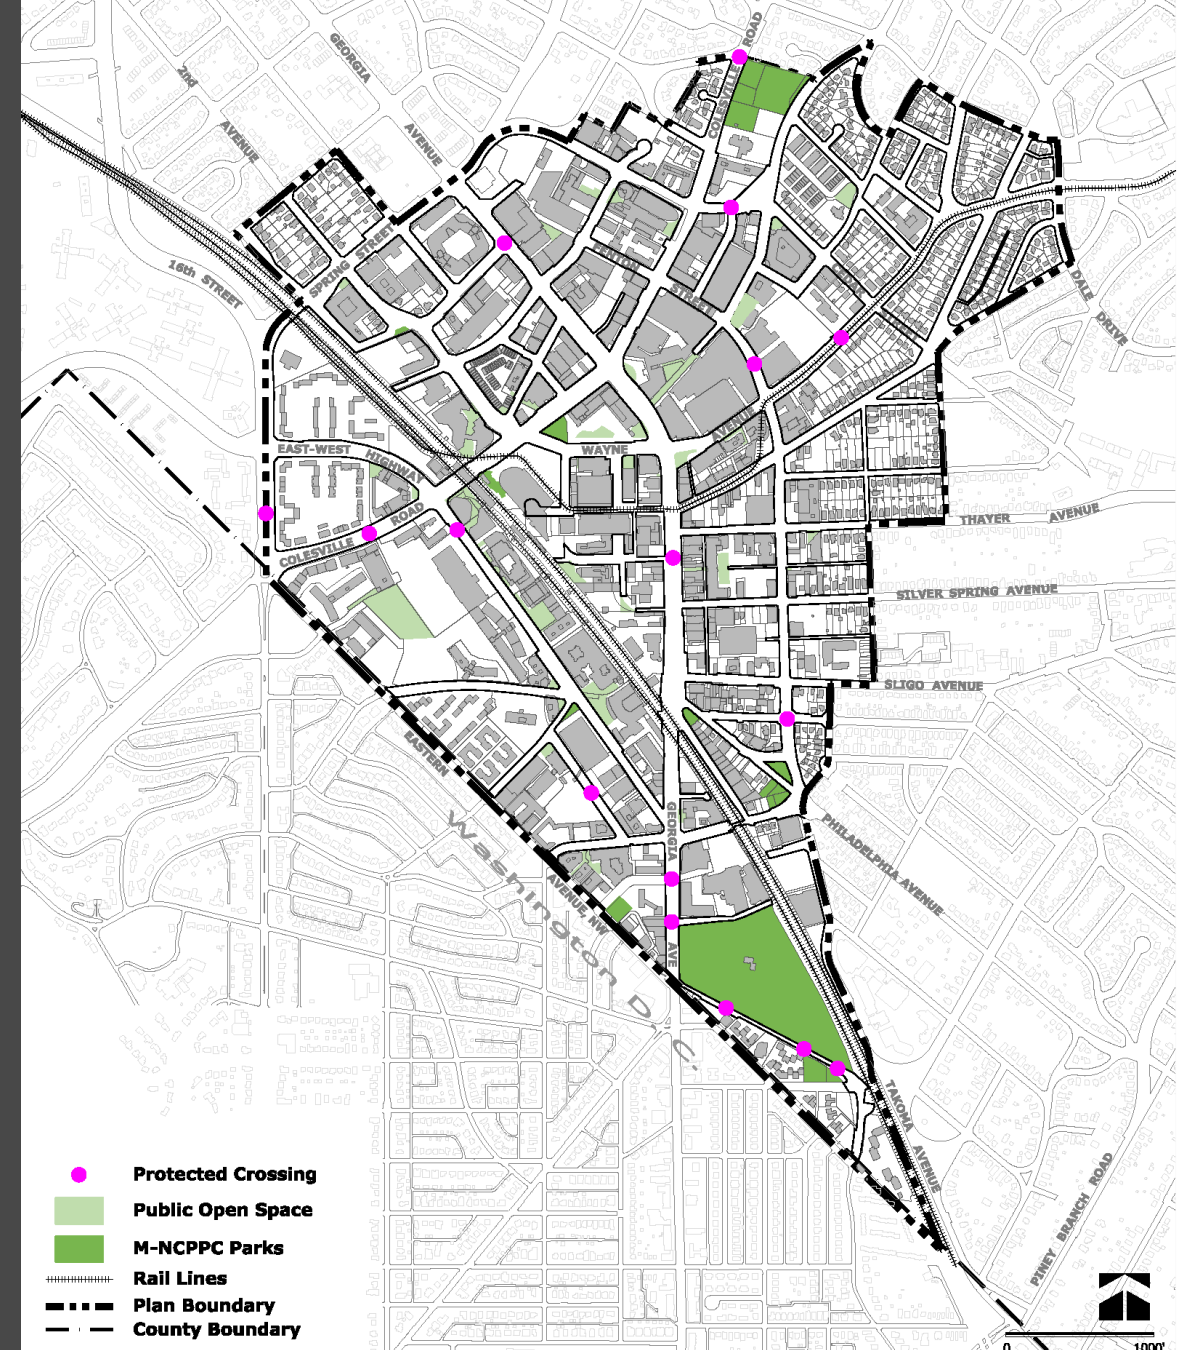 ROAD
COLESVILLE
GEORGIA
AVENUE
2nd
AVENUE
SPRING STREET
16th STREET
FENTON
STREET
CEDAR
DALE
DRIVE
EAST-WEST
HIGHWAY
WAYNE
AVENUE
COLESVILLE
ROAD
THAYER
AVENUE
SILVER SPRING AVENUE
SLIGO AVENUE
EASTERN
AVENUE, NW
Washington D. C.
GEORGIA
AVE
PHILADELPHIA AVENUE
TAKOMA
AVENUE
PINEY BRANCH ROAD
Protected Crossing
Public Open Space
M-NCPPC Parks
Rail Lines
Plan Boundary
County Boundary
0
1000'